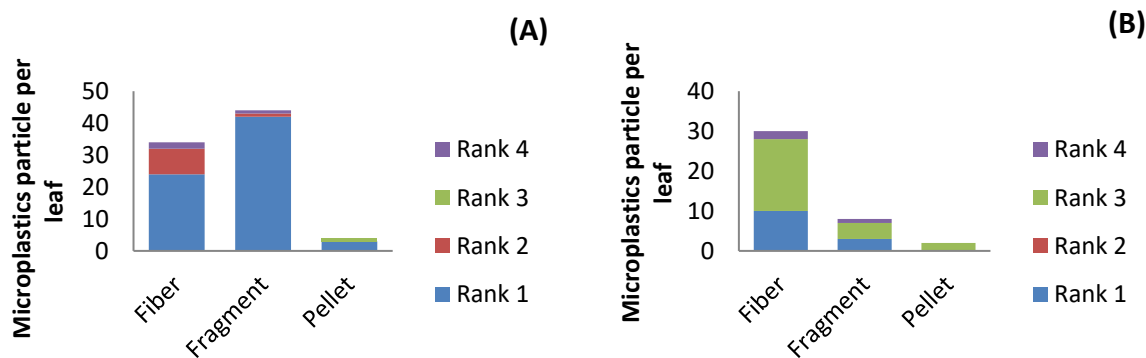 (A)
Microplastics particle per
leaf
50
40
30
20
10
0
Fiber
Fragment
Pellet
Rank 4
Rank 3
Rank 2
Rank 1
(B)
Microplastics particle per
leaf
40
30
20
10
0
Fiber
Fragment
Pellet
Rank 4
Rank 3
Rank 2
Rank 1